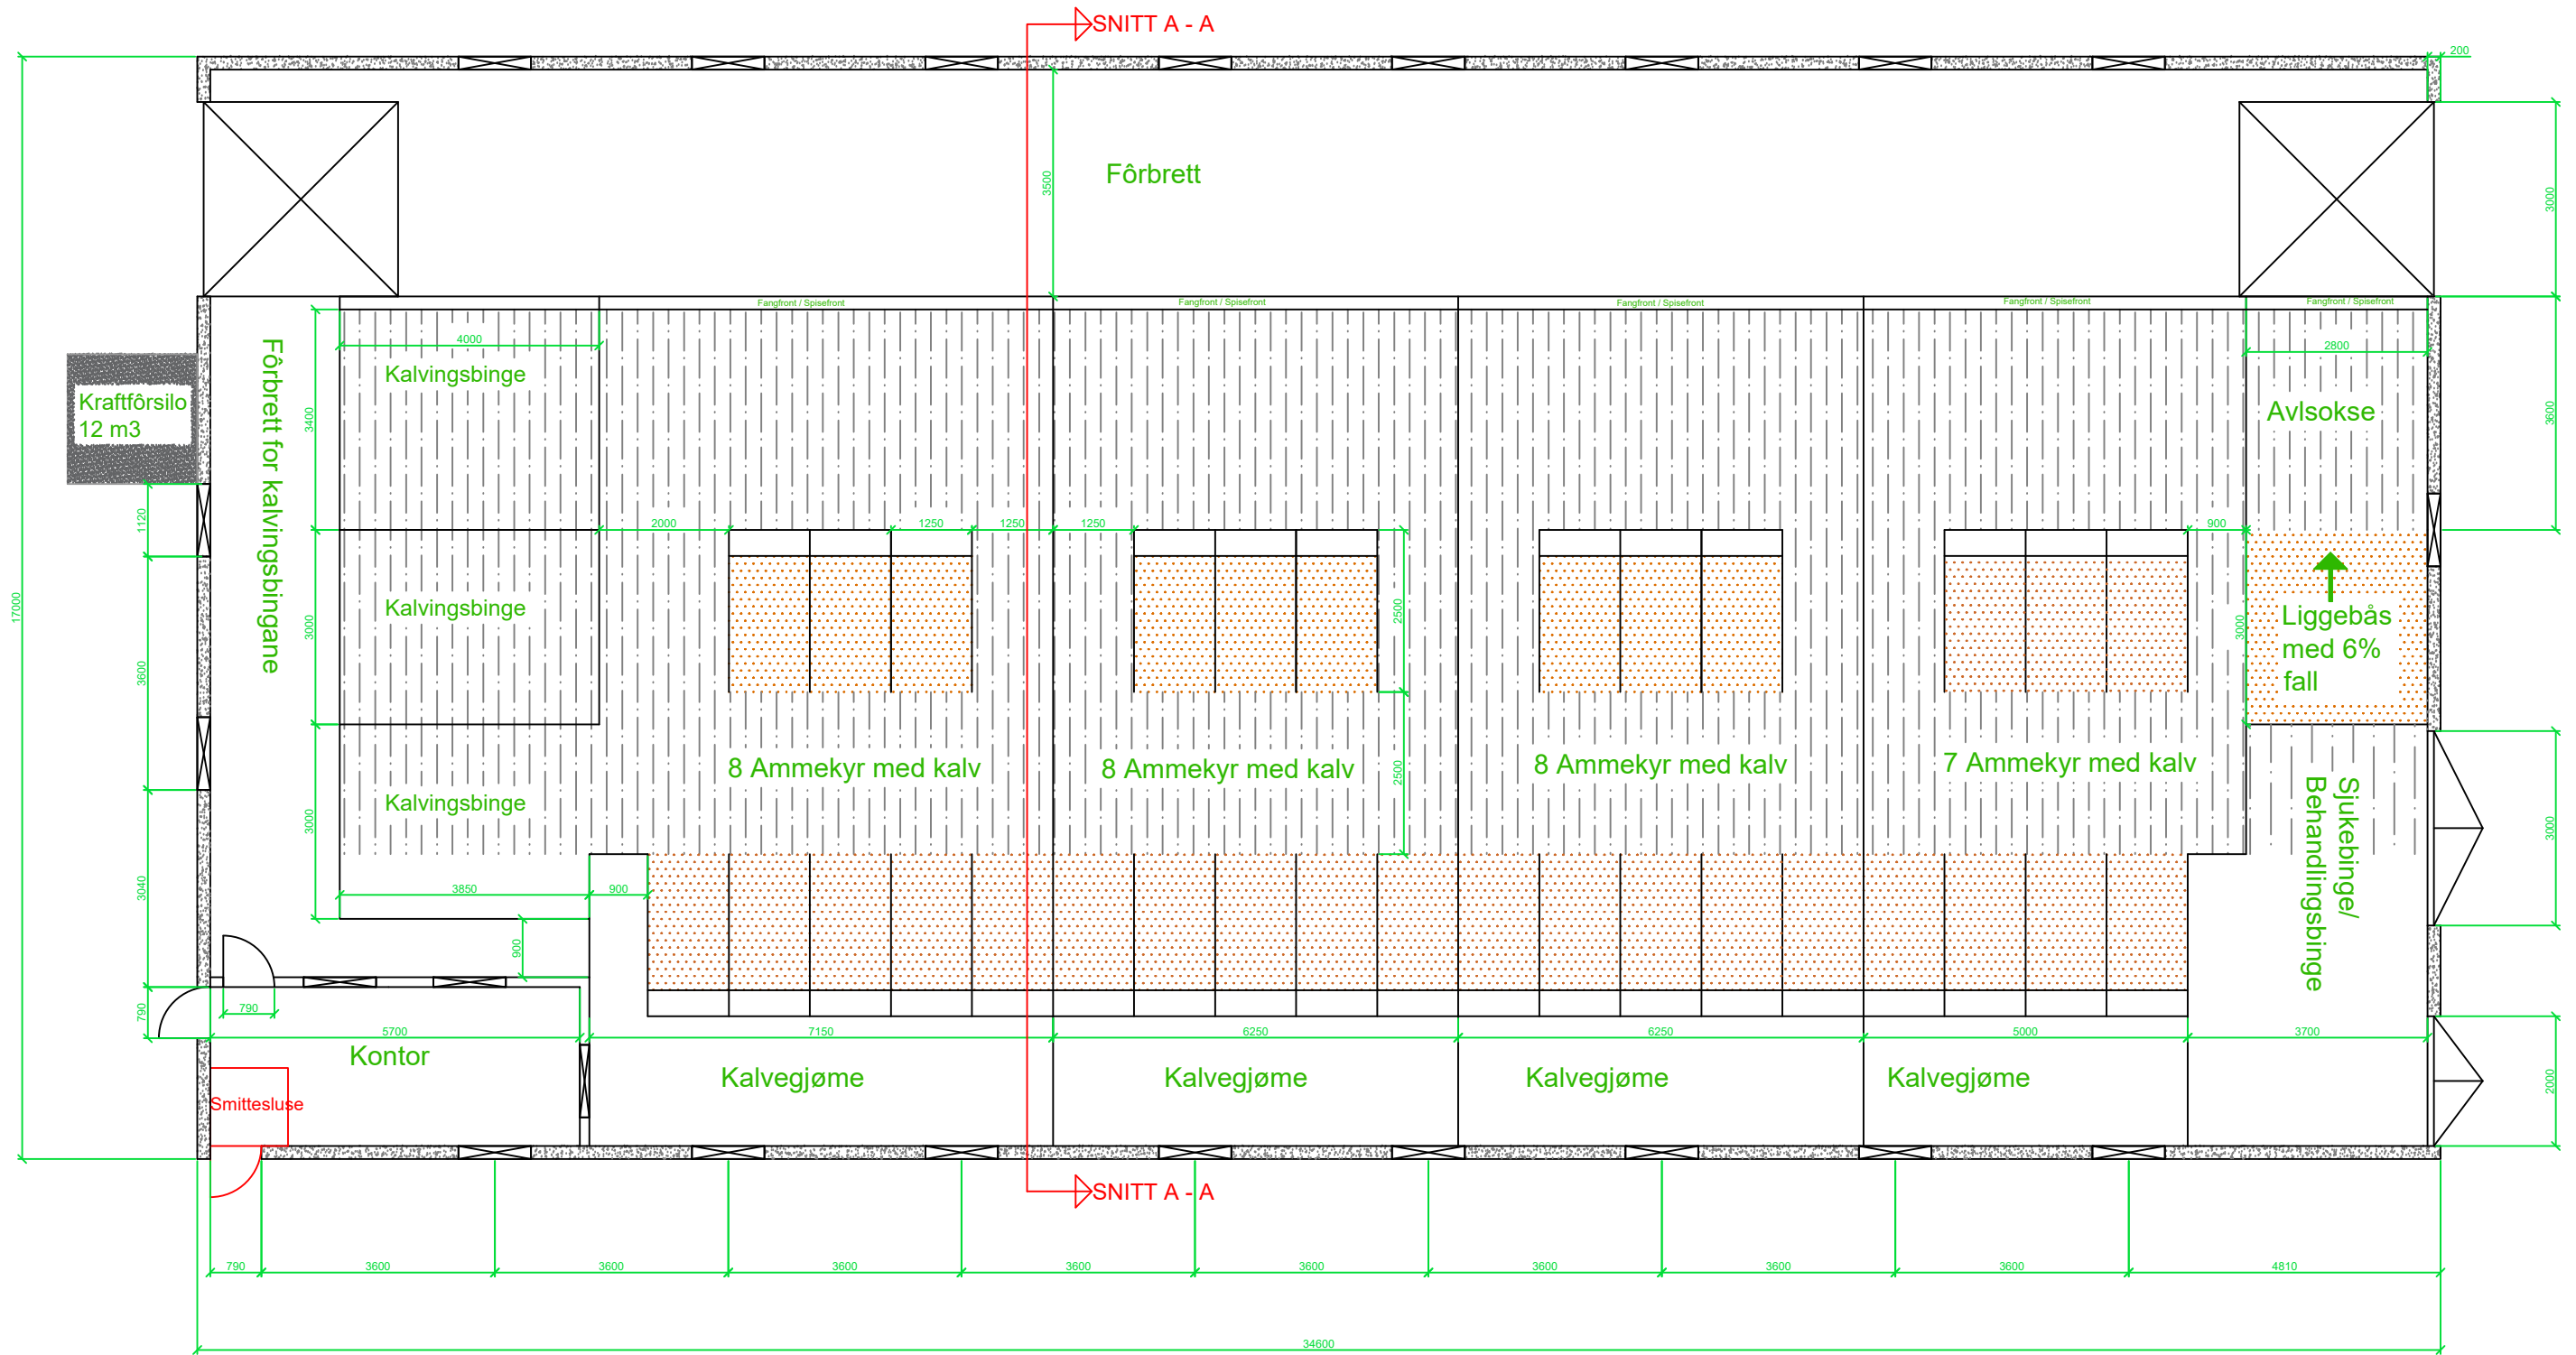 SNITT A - A
200
3500
Fôrbrett
3000
17000
Fangfront / Spisefront
Fangfront / Spisefront
Fangfront / Spisefront
Fangfront / Spisefront
Fangfront / Spisefront
4000
2800
Kalvingsbinge
Fôrbrett for kalvingsbingane
Kraftfôrsilo
12 m3
3400
Avlsokse
3600
1120
2000
1250
1250
1250
900
Kalvingsbinge
3000
2500
3000
Liggebås
med 6%
fall
3600
8 Ammekyr med kalv
8 Ammekyr med kalv
8 Ammekyr med kalv
7 Ammekyr med kalv
2500
Kalvingsbinge
3000
Sjukebinge/
Behandlingsbinge
3000
3040
3850
900
900
790
790
5700
7150
6250
6250
5000
3700
Kontor
Kalvegjøme
Kalvegjøme
Kalvegjøme
Kalvegjøme
2000
Smittesluse
SNITT A - A
790
3600
3600
3600
3600
3600
3600
3600
3600
4810
34600